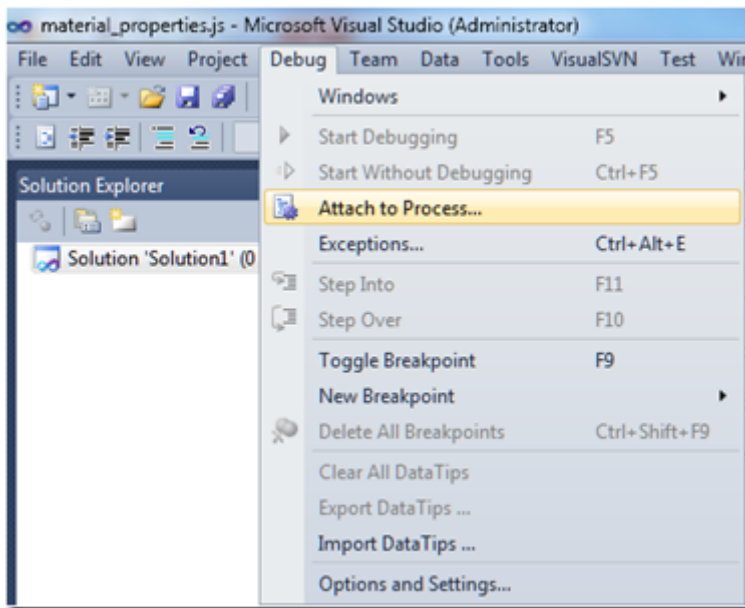 material_properties.js - Microsoft Visual Studio (Administrator)
File Edit View Project Debug Team Data Tools VisualSVN Test
Windows
Start Debugging F5
Start Without Debugging Ctrl+F5
Solution Explorer
Attach to Process...
Exceptions... Ctrl+Alt+E
Solution 'Solution1' (0
Step Into F11
Step Over F10
Toggle Breakpoint F9
New Breakpoint
Delete All Breakpoints Ctrl+Shift+F9
Clear All DataTips
Export DataTips ...
Import DataTips ...
Options and Settings...